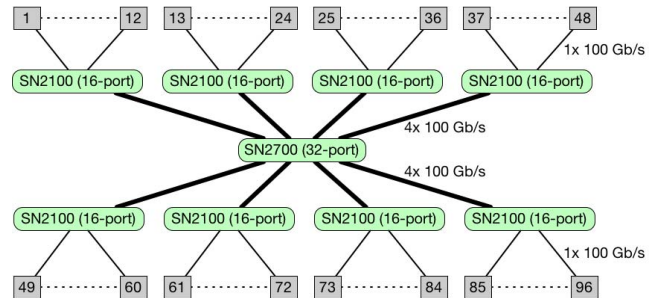 1 12 13 24 25 36 37 48
1x 100 Gb/s
SN2100 (16-port) SN2100 (16-port) SN2100 (16-port) SN2100 (16-port)
4x 100 Gb/s
SN2700 (32-port)
4x 100 Gb/s
SN2100 (16-port) SN2100 (16-port) SN2100 (16-port) SN2100 (16-port)
1x 100 Gb/s
49 60 61 72 73 84 85 96